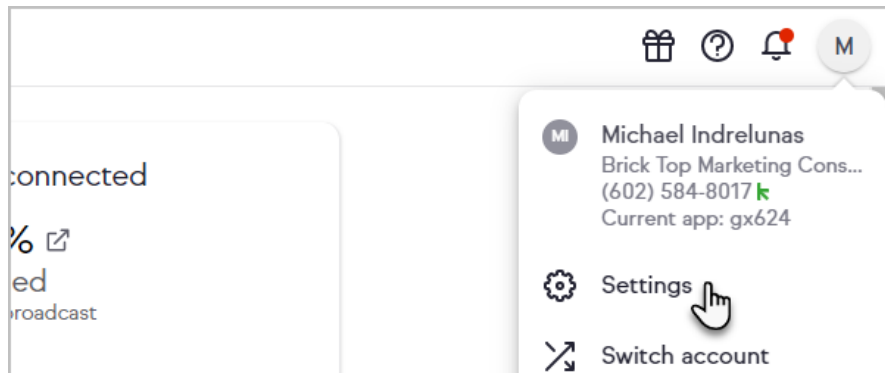 M
connected
%
ed
broadcast
MI
Michael Indrelunas
Brick Top Marketing Cons...
(602) 584-8017
Current app: gx624
Settings
Switch account